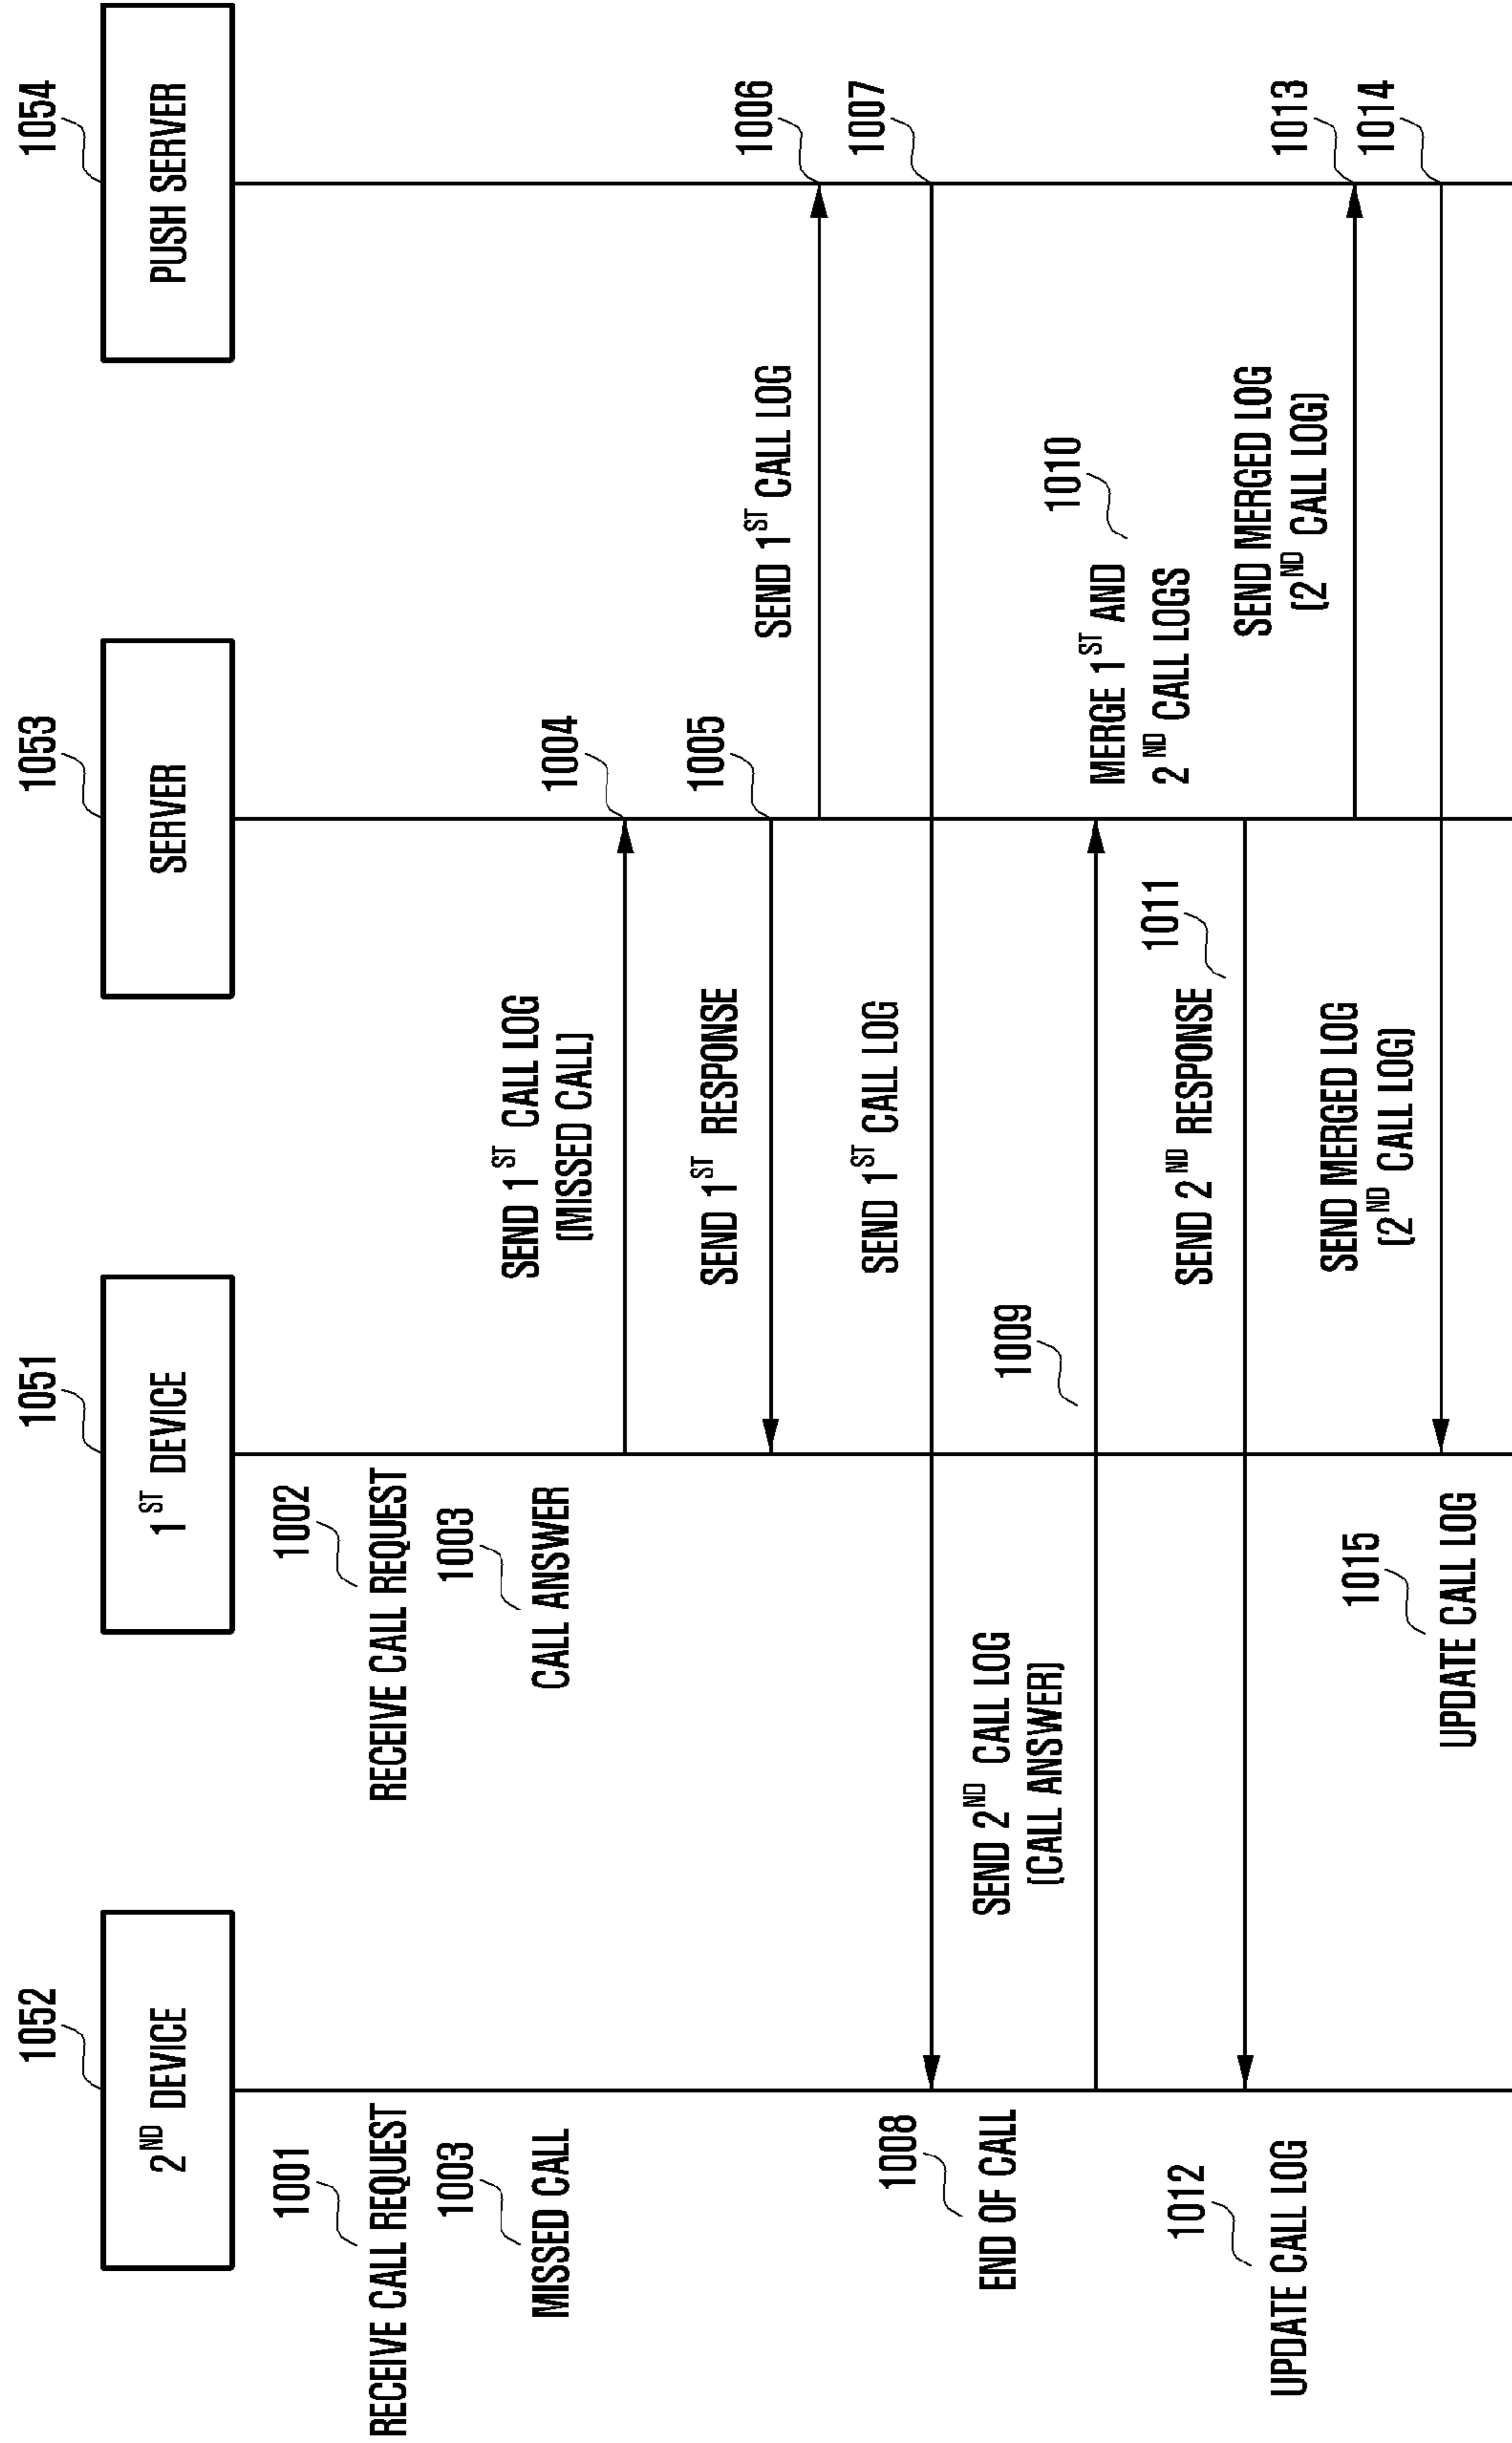 1052
1051
1053
1054
2ND DEVICE
1ST DEVICE
SERVER
PUSH SERVER
1001
1002
RECEIVE CALL REQUEST
RECEIVE CALL REQUEST
1003
1003
MISSED CALL
CALL ANSWER
SEND 1ST CALL LOG
(MISSED CALL)
1004
SEND 1ST RESPONSE
1005
SEND 1ST CALL LOG
1006
SEND 1ST CALL LOG
1007
1008
END OF CALL
SEND 2ND CALL LOG
(CALL ANSWER)
1009
MERGE 1ST AND
2ND CALL LOGS
1010
SEND 2ND RESPONSE
1011
1012
UPDATE CALL LOG
SEND MERGED LOG
(2ND CALL LOG)
1013
SEND MERGED LOG
(2ND CALL LOG)
1014
1015
UPDATE CALL LOG